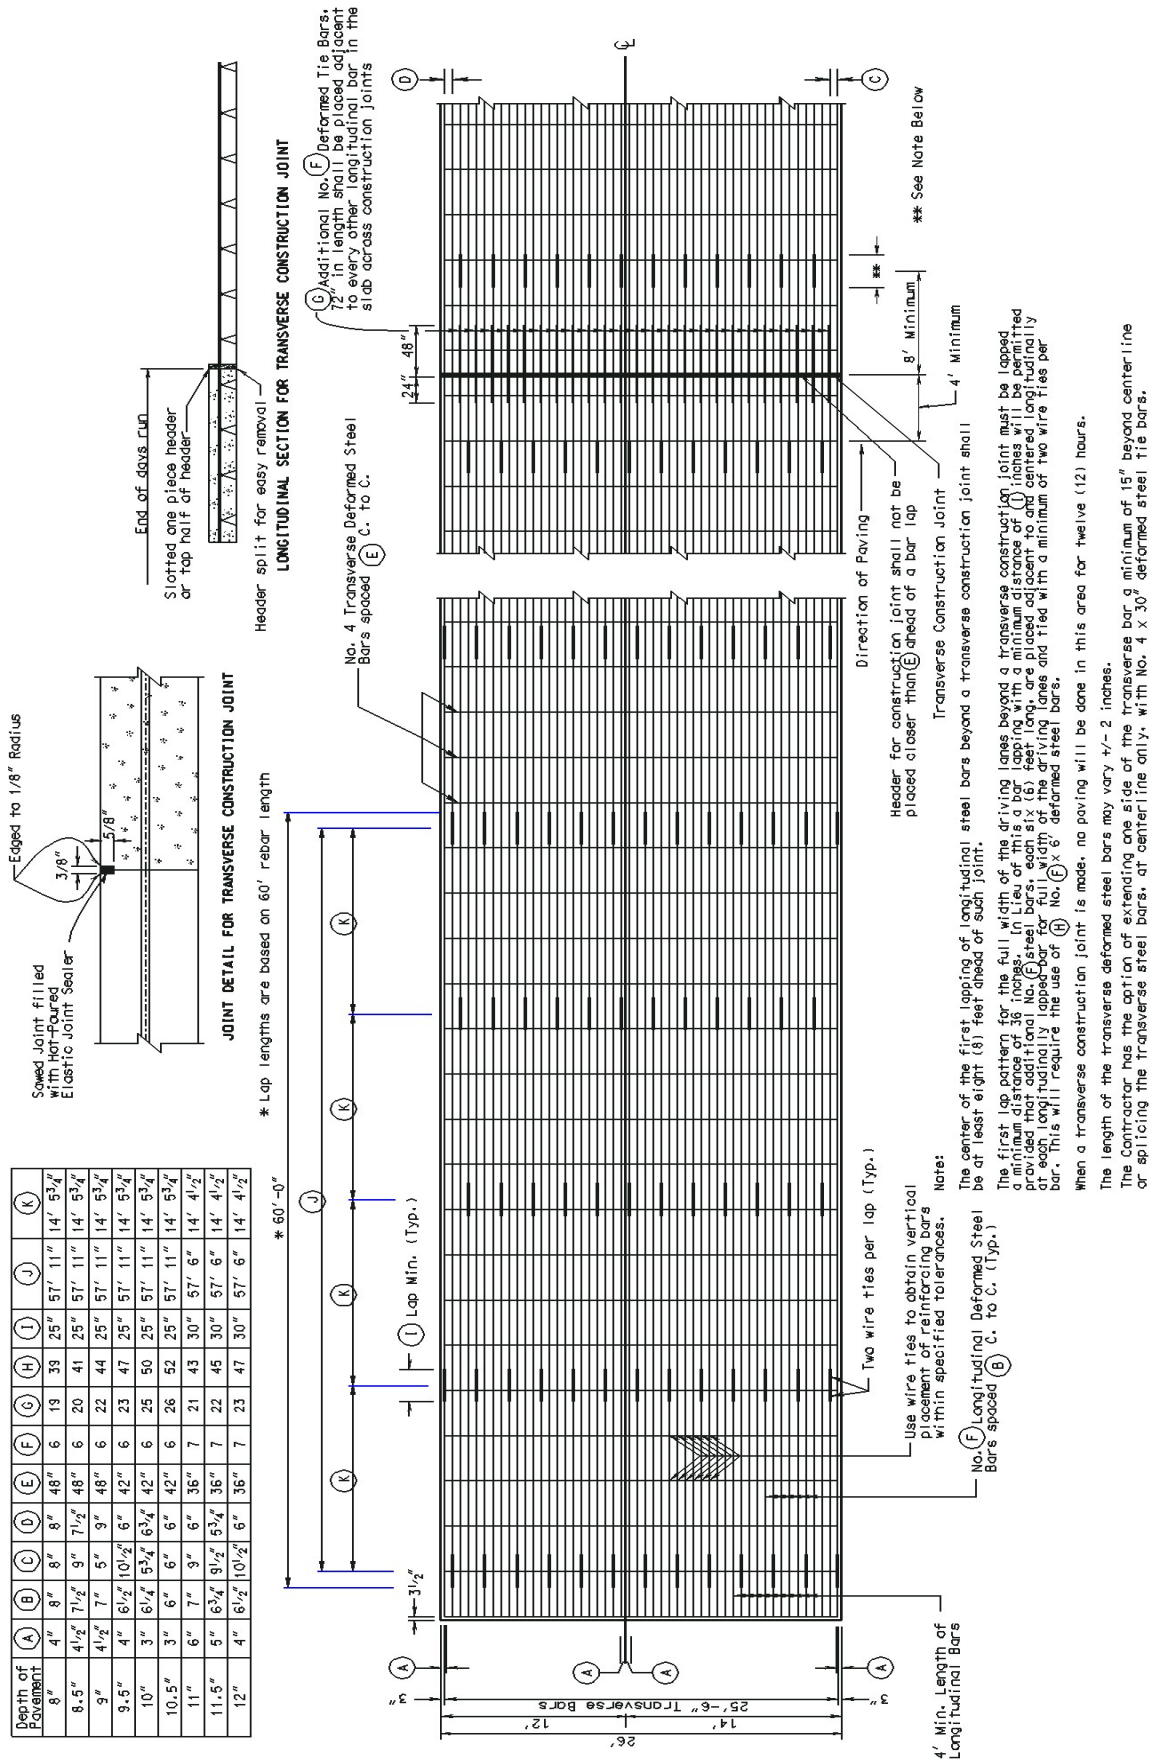 Depth of
Pavement A B C D E F G H I J K
8" 4" 8" 8" 8" 48" 6 19 39 25" 57' 11" 14' 5 3/4"
8.5" 4 1/2" 7 1/2" 9" 7 1/2" 48" 6 20 41 25" 57' 11" 14' 5 3/4"
9" 4 1/2" 7" 5" 9" 48" 6 22 44 25" 57' 11" 14' 5 3/4"
9.5" 4" 6 1/2" 10 1/2" 6" 42" 6 23 47 25" 57' 11" 14' 5 3/4"
10" 3" 6 1/4" 5 3/4" 6 3/4" 42" 6 25 50 25" 57' 11" 14' 5 3/4"
10.5" 3" 6" 6" 6" 42" 6 26 52 25" 57' 11" 14' 5 3/4"
11" 6" 7" 9" 6" 36" 7 21 43 30" 57' 6" 14' 4 1/2"
11.5" 5" 6 3/4" 9 1/2" 5 3/4" 36" 7 22 45 30" 57' 6" 14' 4 1/2"
12" 4" 6 1/2" 10 1/2" 6" 36" 7 23 47 30" 57' 6" 14' 4 1/2"
Edged to 1/8" Radius
3/8"
5/8"
Sawed Joint filled
with Hot-Poured
Elastic Joint Sealer
JOINT DETAIL FOR TRANSVERSE CONSTRUCTION JOINT
End of days run
Slotted one piece header
or top half of header
Header split for easy removal
LONGITUDINAL SECTION FOR TRANSVERSE CONSTRUCTION JOINT
* Lap lengths are based on 60' rebar length
* 60'-0"
J
K
K
K
K
I Lap Min. (Typ.)
3 1/2"
No. 4 Transverse Deformed Steel
Bars spaced E C. to C.
G Additional No. F Deformed Tie Bars,
72" in length shall be placed adjacent
to every other longitudinal bar in the
slab across construction joints
24"
48"
D
C
℄
A
A
A
A
3"
3"
25'-6" Transverse Bars
12'
14'
26'
4' Min. Length of
Longitudinal Bars
No. F Longitudinal Deformed Steel
Bars spaced B C. to C. (Typ.)
Use wire ties to obtain vertical
placement of reinforcing bars
within specified tolerances.
Two wire ties per lap (Typ.)
Direction of Paving
Header for construction joint shall not be
placed closer than E ahead of a bar lap
Transverse Construction Joint
4' Minimum
8' Minimum
**
** See Note Below
Note:
The center of the first lapping of longitudinal steel bars beyond a transverse construction joint shall
be at least eight (8) feet ahead of such joint.
The first lap pattern for the full width of the driving lanes beyond a transverse construction joint must be lapped
a minimum distance of 36 inches. In Lieu of this a bar lapping with a minimum distance of I inches will be permitted
provided that additional No. F steel bars, each six (6) feet long, are placed adjacent to and centered longitudinally
at each longitudinally lapped bar for full width of the driving lanes and tied with a minimum of two wire ties per
bar. This will require the use of H No. F x 6' deformed steel bars.
When a transverse construction joint is made, no paving will be done in this area for twelve (12) hours.
The length of the transverse deformed steel bars may vary +/- 2 inches.
The Contractor has the option of extending one side of the transverse bar a minimum of 15" beyond centerline
or splicing the transverse steel bars, at centerline only, with No. 4 x 30" deformed steel tie bars.